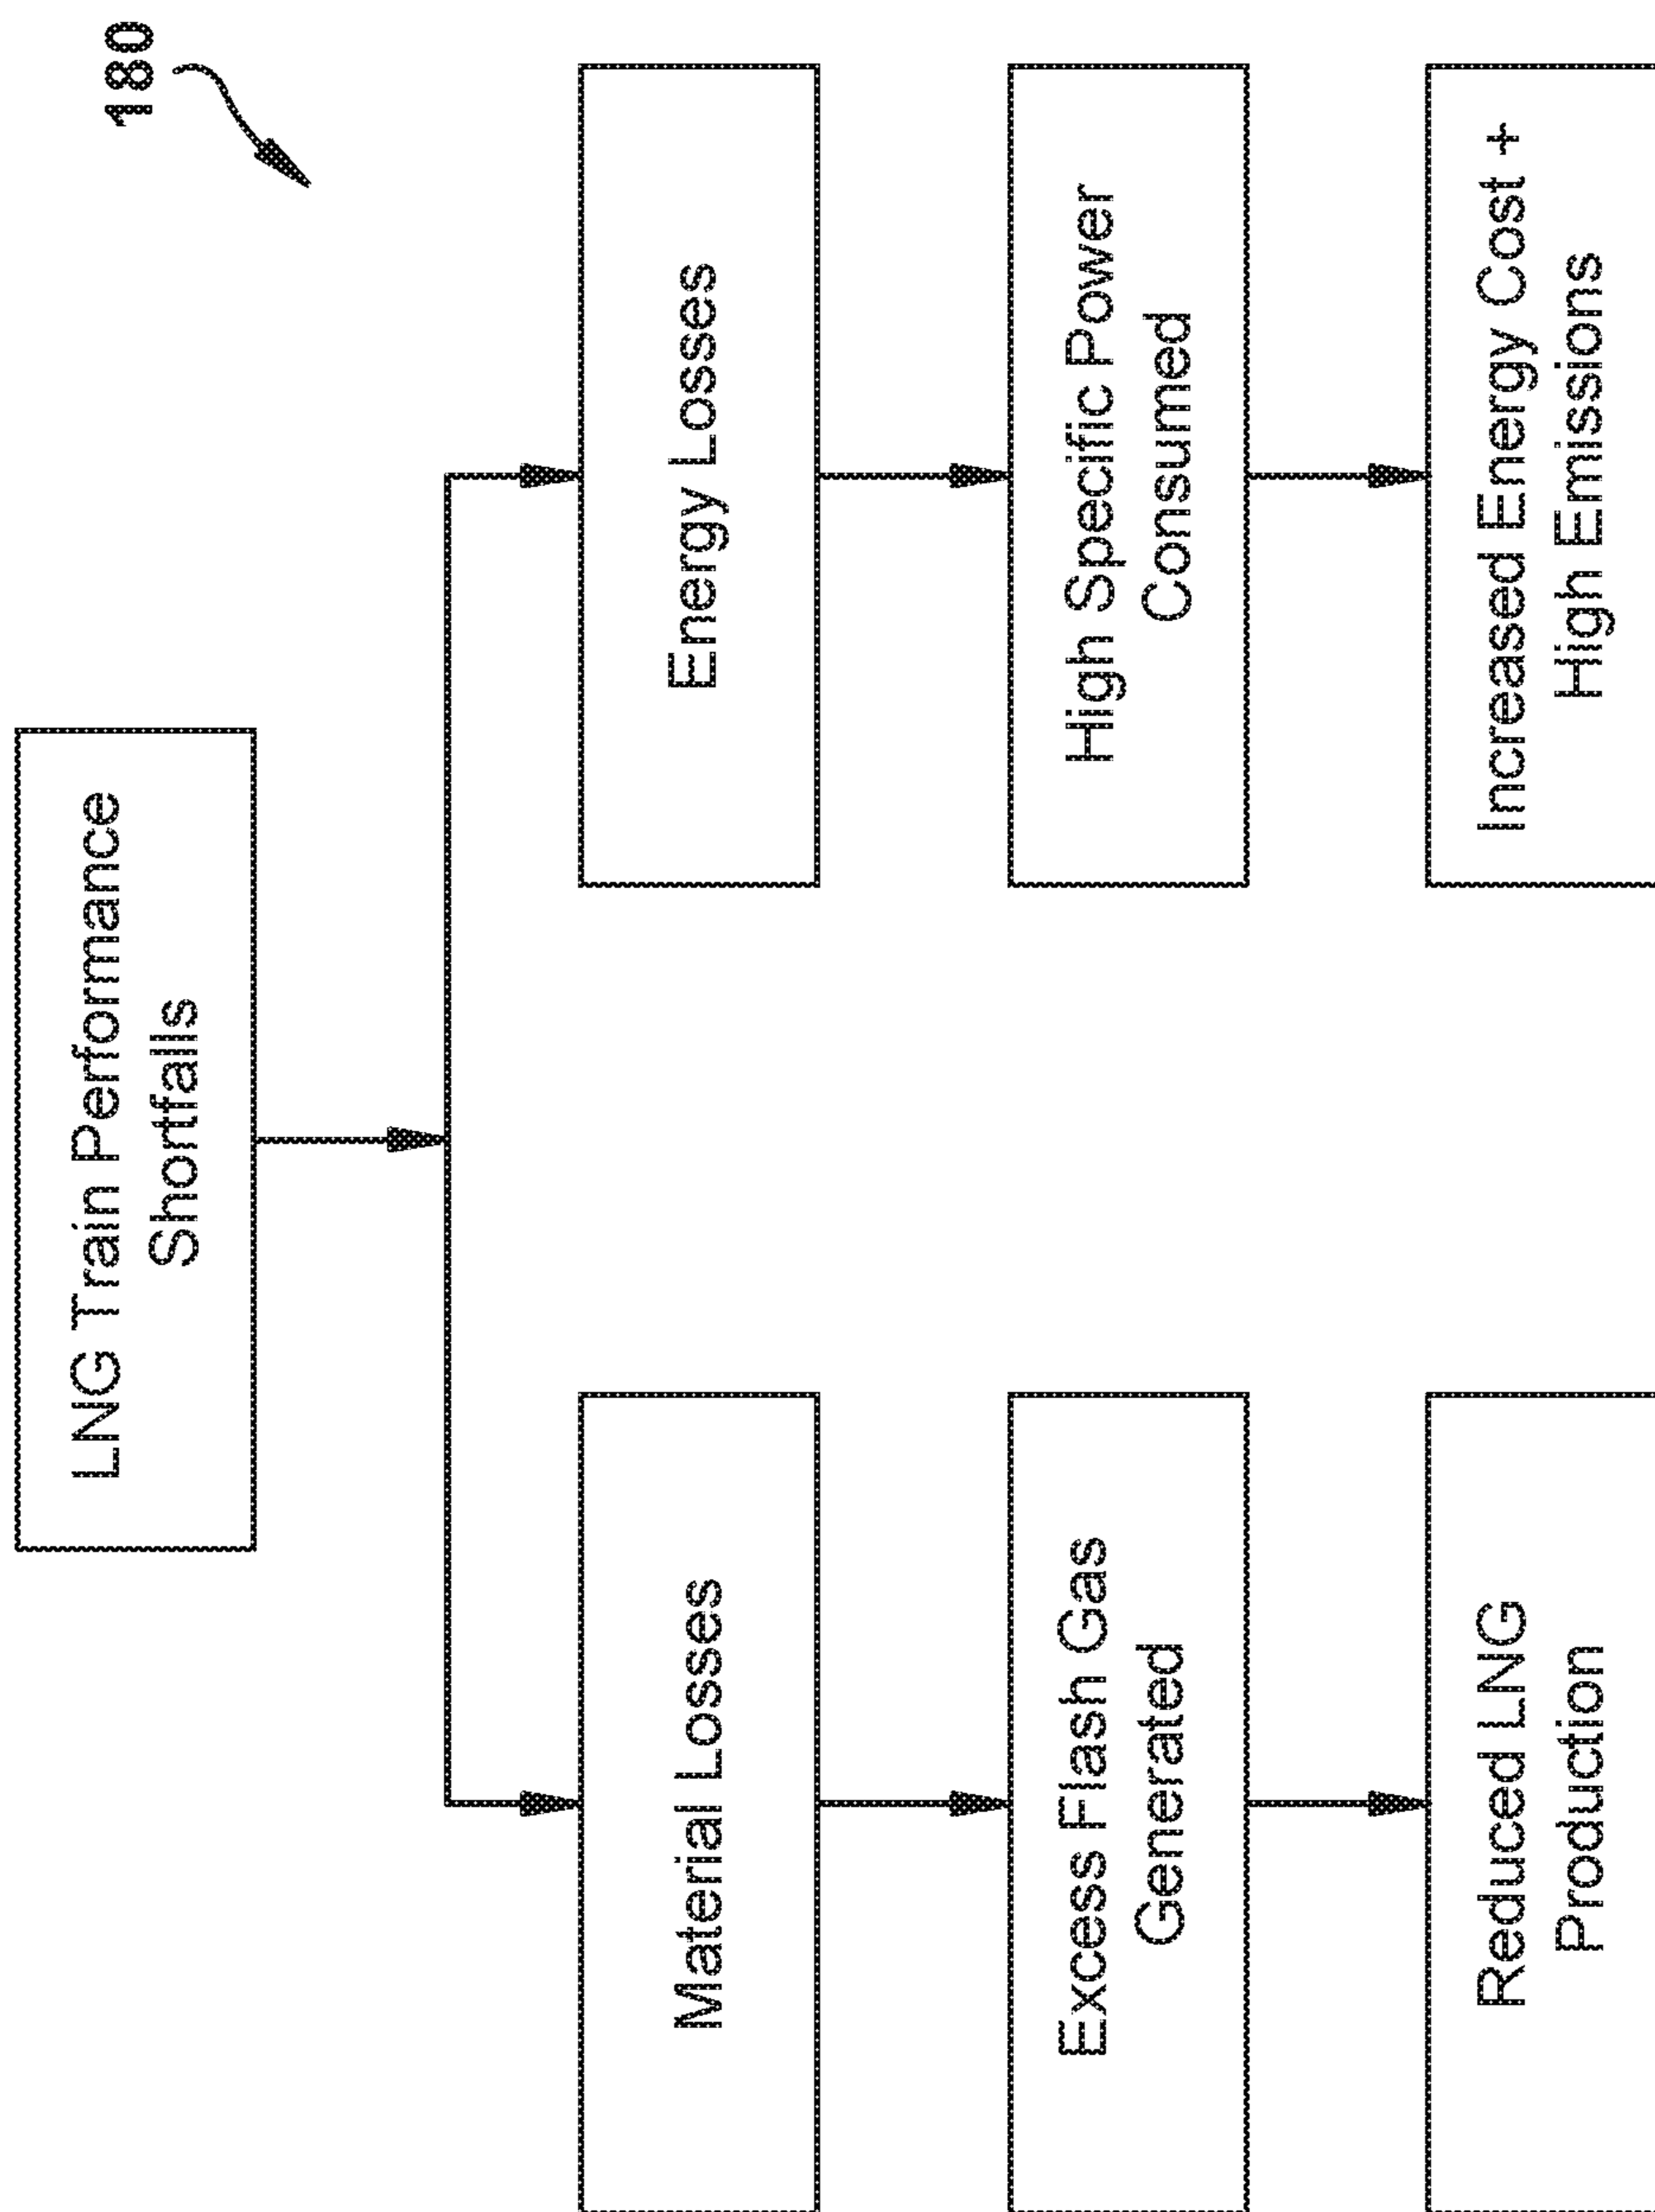 180
LNG Train Performance
Shortfalls
Material Losses
Energy Losses
Excess Flash Gas
Generated
High Specific Power
Consumed
Reduced LNG
Production
Increased Energy Cost +
High Emissions